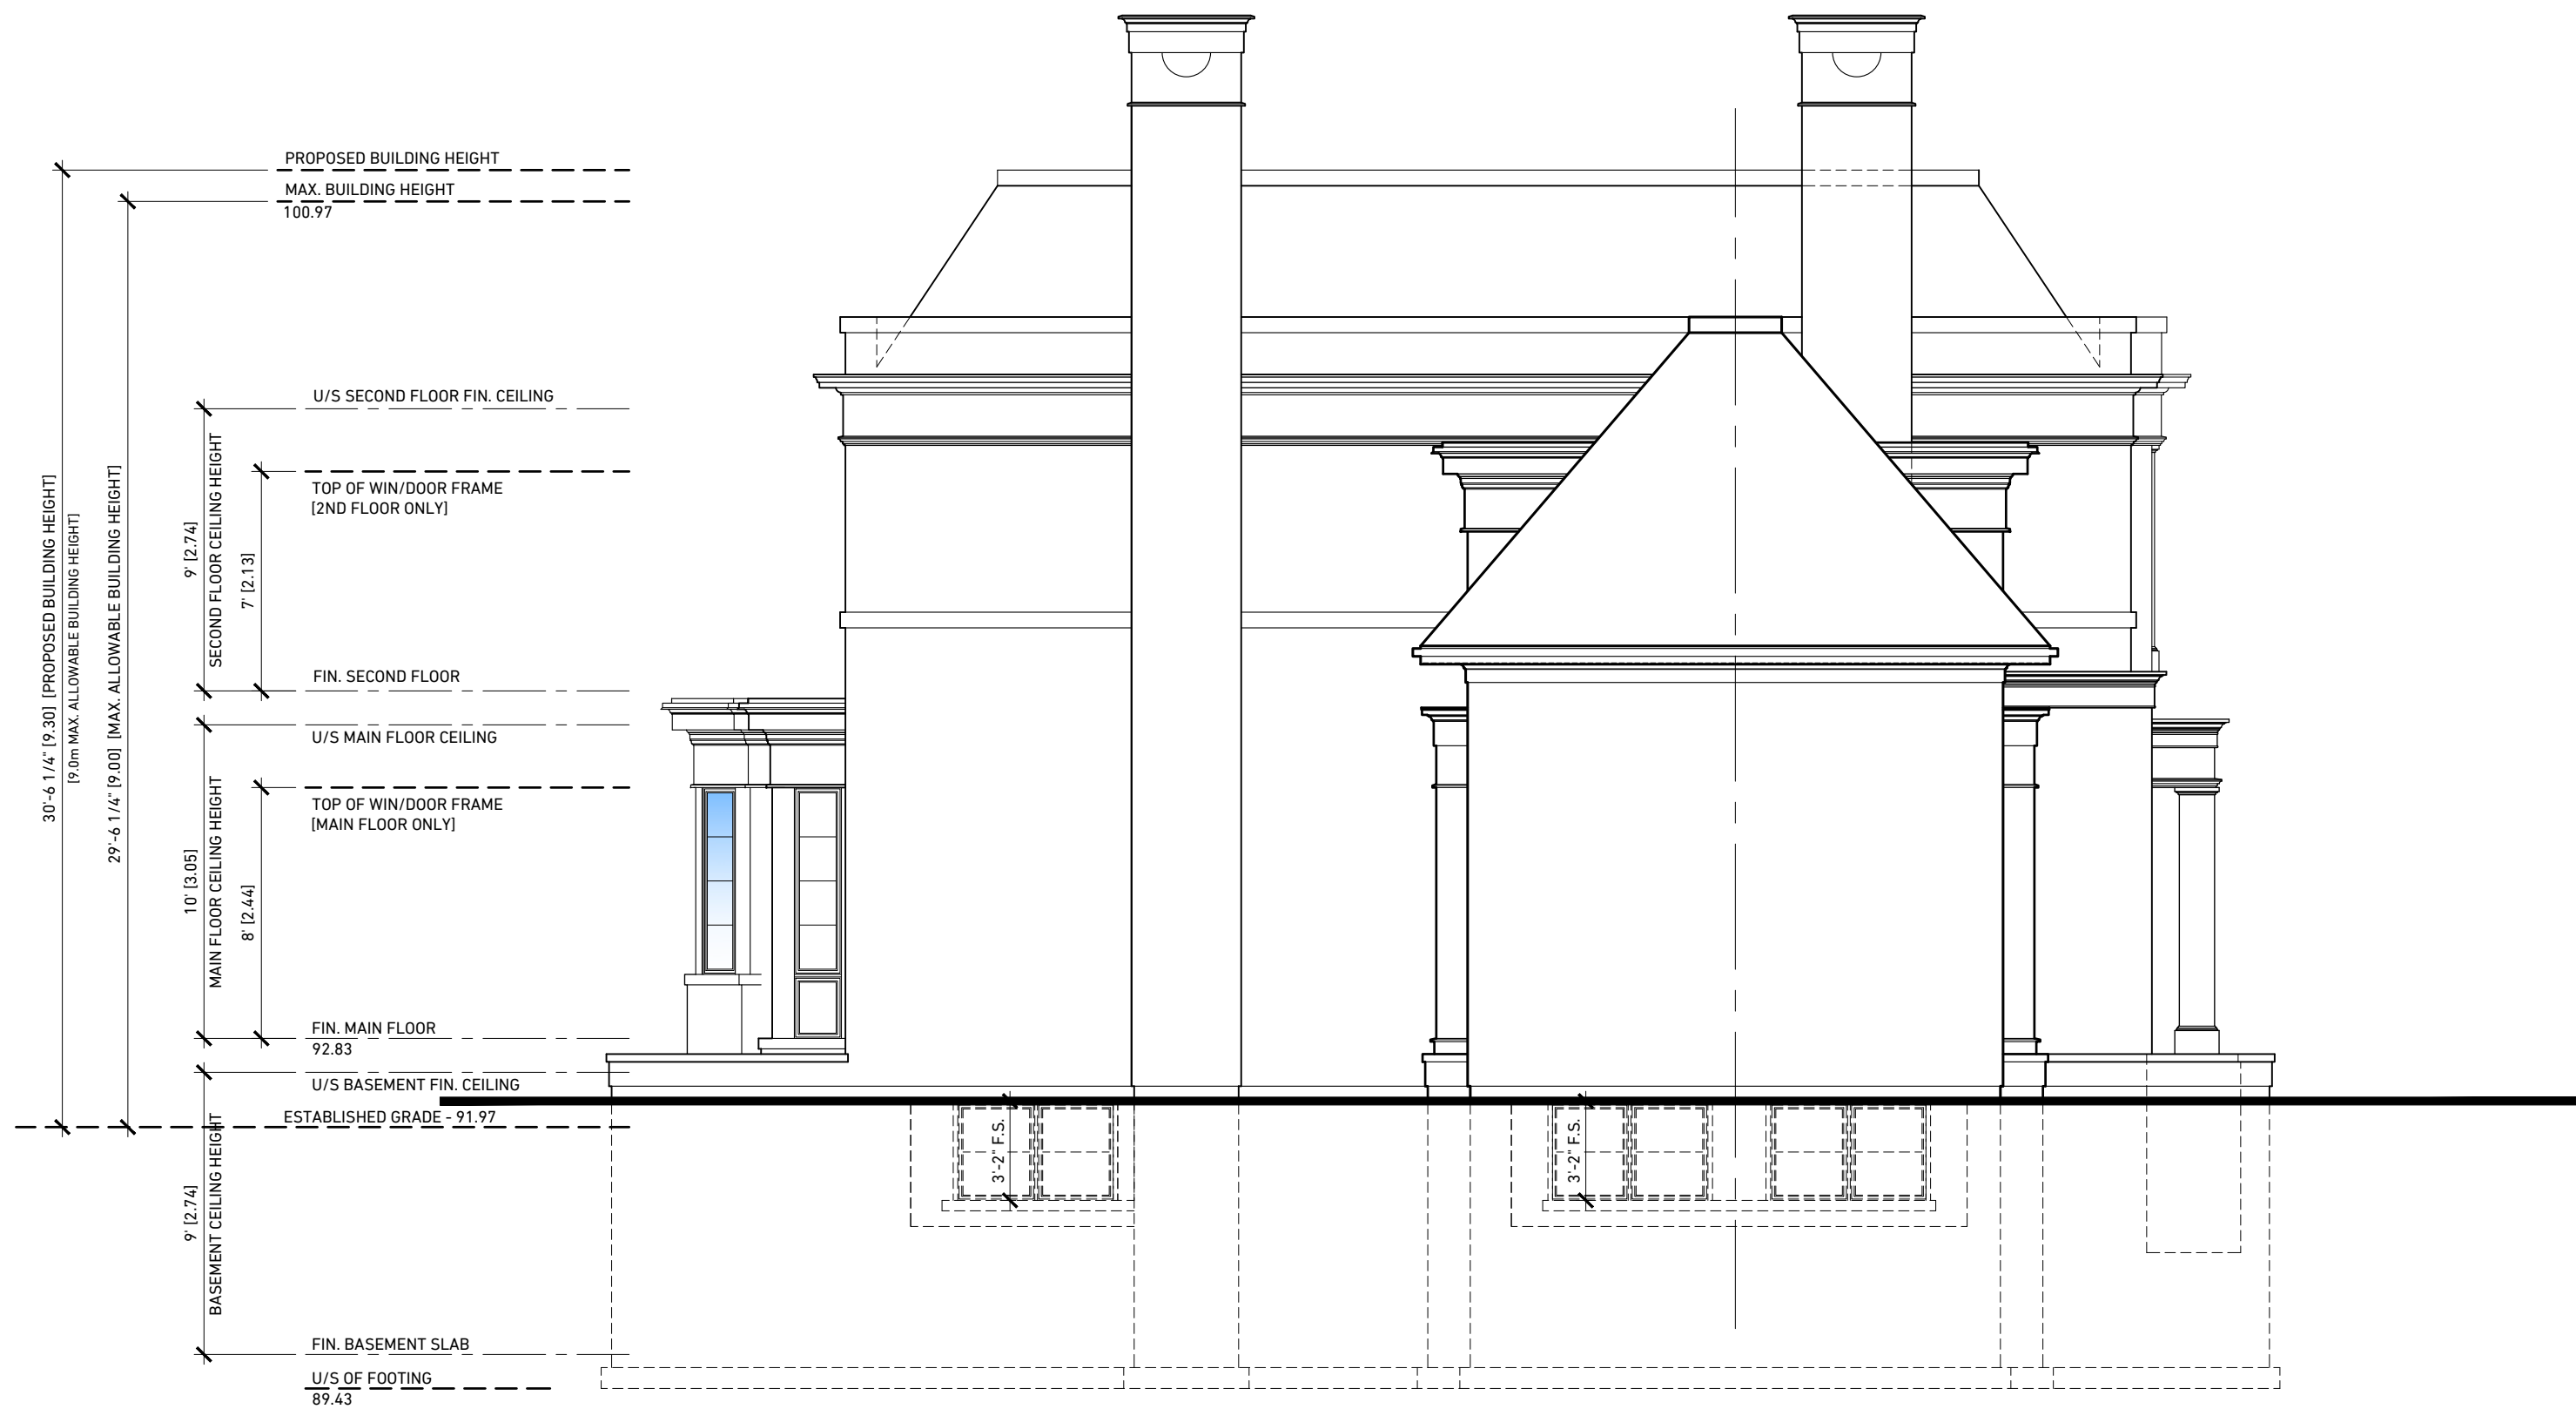 PROPOSED BUILDING HEIGHT
MAX. BUILDING HEIGHT
100.97
U/S SECOND FLOOR FIN. CEILING
TOP OF WIN/DOOR FRAME
[2ND FLOOR ONLY]
FIN. SECOND FLOOR
U/S MAIN FLOOR CEILING
TOP OF WIN/DOOR FRAME
[MAIN FLOOR ONLY]
FIN. MAIN FLOOR
92.83
U/S BASEMENT FIN. CEILING
ESTABLISHED GRADE - 91.97
FIN. BASEMENT SLAB
U/S OF FOOTING
89.43
30'-6 1/4" [9.30] [PROPOSED BUILDING HEIGHT]
[9.0m MAX. ALLOWABLE BUILDING HEIGHT]
29'-6 1/4" [9.00] [MAX. ALLOWABLE BUILDING HEIGHT]
9' [2.74]
SECOND FLOOR CEILING HEIGHT
7' [2.13]
10' [3.05]
MAIN FLOOR CEILING HEIGHT
8' [2.44]
9' [2.74]
BASEMENT CEILING HEIGHT
3'-2" F.S.
3'-2" F.S.